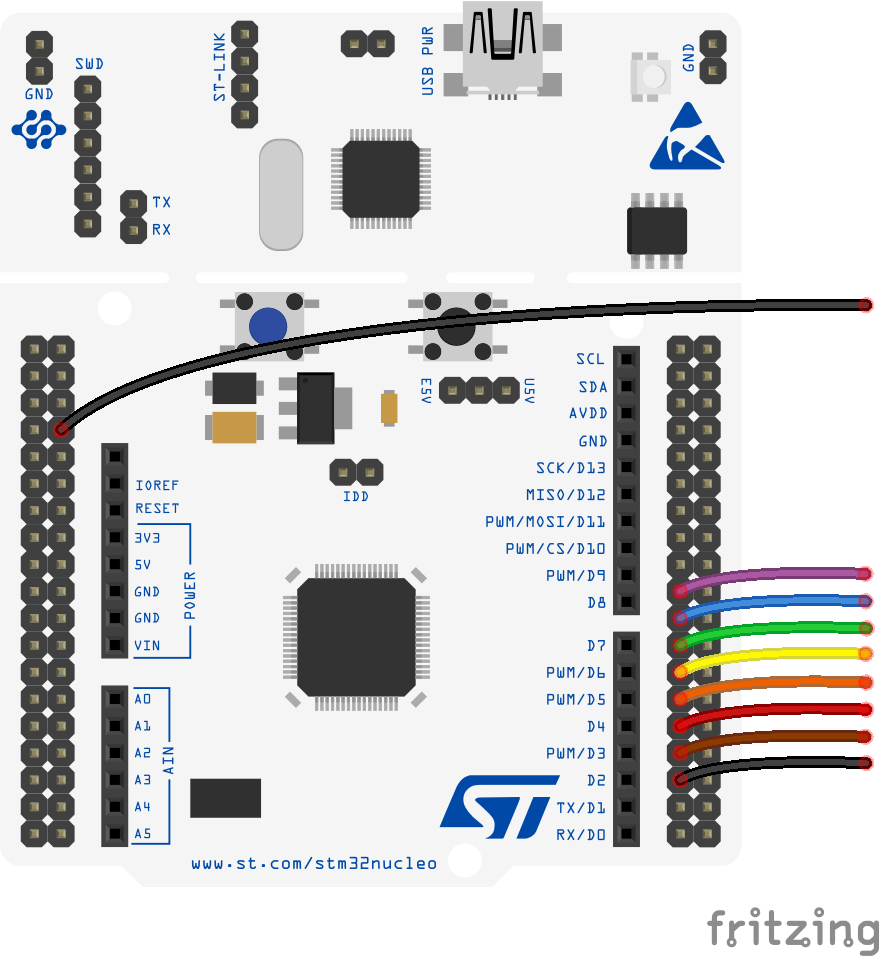 GND
SWD
TX
RX
ST-LINK
USB PWR
GND
E5V
U5V
IDD
IOREF
RESET
3V3
5V
GND
GND
VIN
POWER
A0
A1
A2
A3
A4
A5
AIN
SCL
SDA
AVDD
GND
SCK/D13
MISO/D12
PWM/MOSI/D11
PWM/CS/D10
PWM/D9
D8
D7
PWM/D6
PWM/D5
D4
PWM/D3
D2
TX/D1
RX/D0
ST
www.st.com/stm32nucleo
fritzing